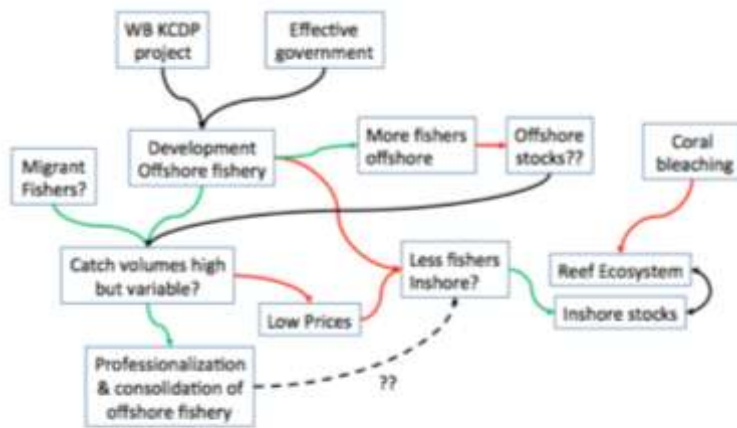 WB KCDP
project
Effective
government
Development
Offshore fishery
More fishers
offshore
Offshore
stocks??
Coral
bleaching
Migrant
Fishers?
Catch volumes high
but variable?
Low Prices
Less fishers
Inshore?
Reef Ecosystem
Inshore stocks
Professionalization
& consolidation of
offshore fishery
??